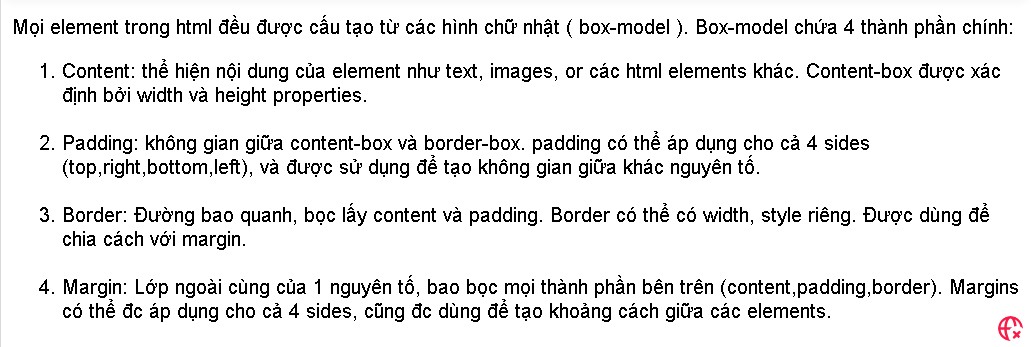 Mọi element trong html đều được cấu tạo từ các hình chữ nhật ( box-model ). Box-model chứa 4 thành phần chính:
1. Content: thể hiện nội dung của element như text, images, or các html elements khác. Content-box được xác
định bởi width và height properties.
2. Padding: không gian giữa content-box và border-box. padding có thể áp dụng cho cả 4 sides
(top,right,bottom,left), và được sử dụng để tạo không gian giữa khác nguyên tố.
3. Border: Đường bao quanh, bọc lấy content và padding. Border có thể có width, style riêng. Được dùng để
chia cách với margin.
4. Margin: Lớp ngoài cùng của 1 nguyên tố, bao bọc mọi thành phần bên trên (content,padding,border). Margins
có thể đc áp dụng cho cả 4 sides, cũng đc dùng để tạo khoảng cách giữa các elements.